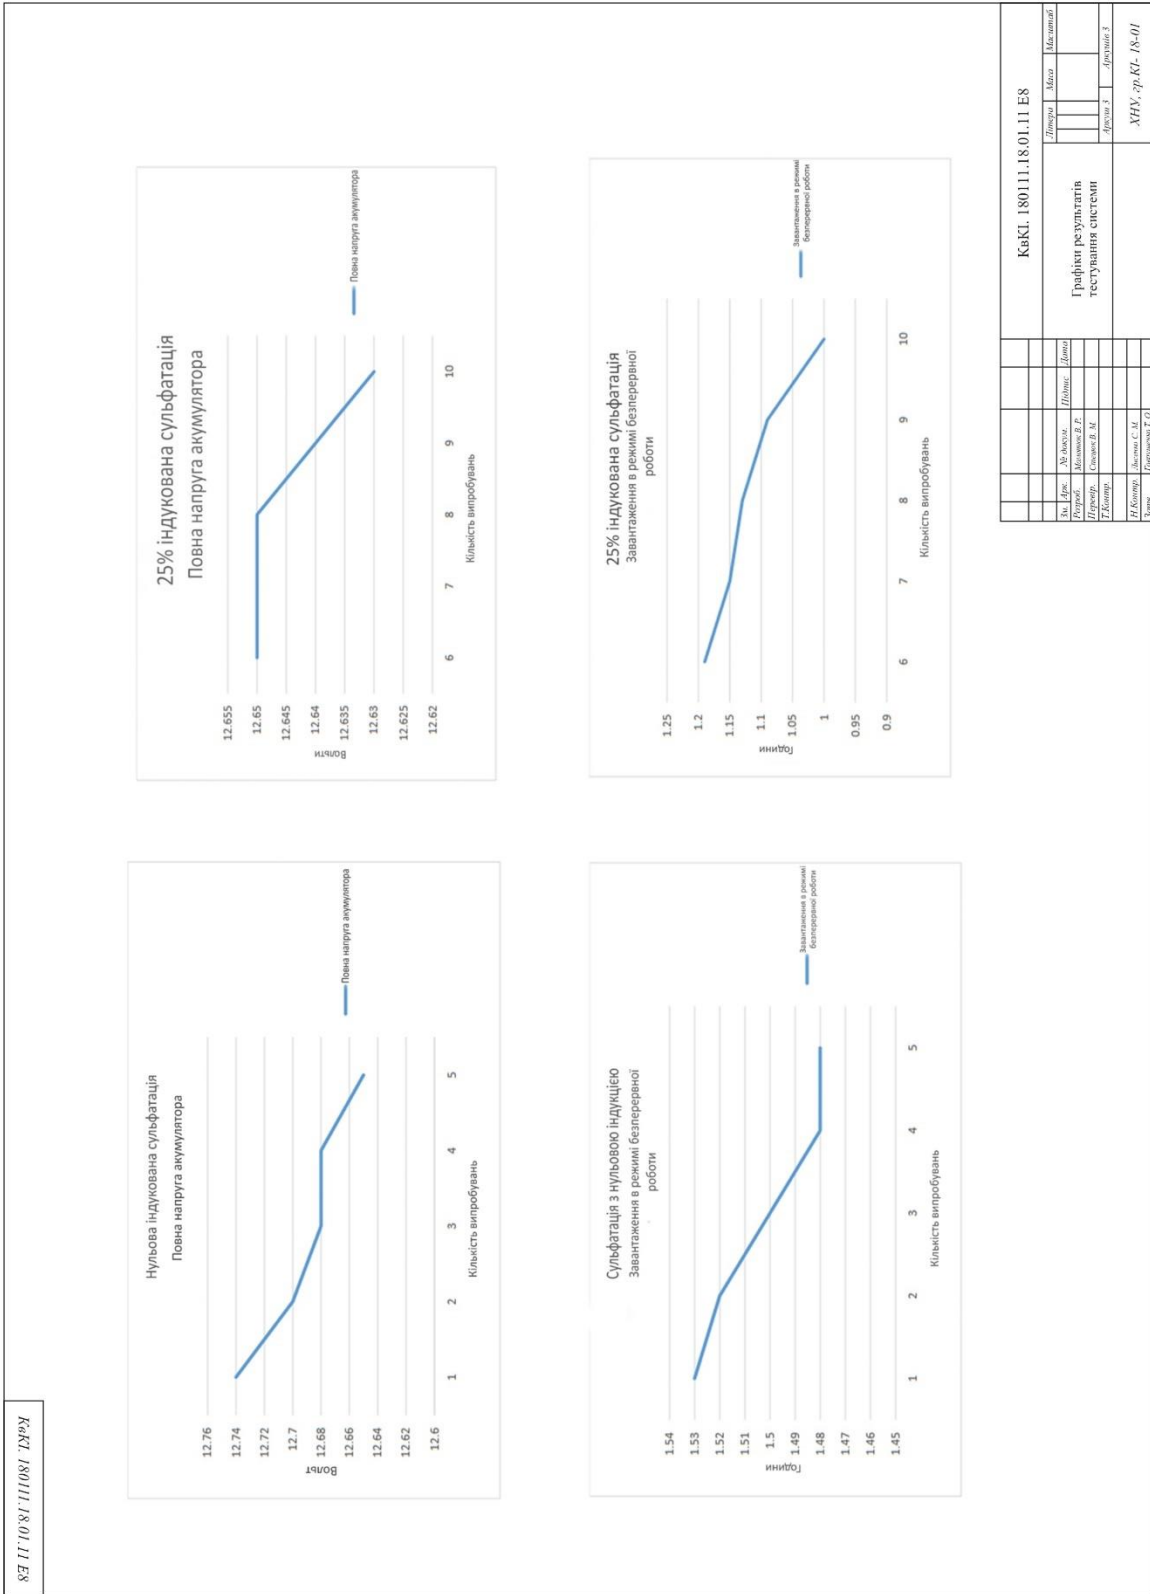 КвКІ. 180111.18.01.11 Е8
Нульова індукована сульфатація
Повна напруга акумулятора
12.76
12.74
12.72
12.7
12.68
12.66
12.64
12.62
12.6
Вольт
1 2 3 4 5
Кількість випробувань
Повна напруга акумулятора
25% індукована сульфатація
Повна напруга акумулятора
12.655
12.65
12.645
12.64
12.635
12.63
12.625
12.62
Вольти
6 7 8 9 10
Кількість випробувань
Повна напруга акумулятора
Сульфатація з нульовою індукцією
Завантаження в режимі безперервної
роботи
1.54
1.53
1.52
1.51
1.5
1.49
1.48
1.47
1.46
1.45
Години
1 2 3 4 5
Кількість випробувань
Завантаження в режимі
безперервної роботи
25% індукована сульфатація
Завантаження в режимі безперервної
роботи
1.25
1.2
1.15
1.1
1.05
1
0.95
0.9
Години
6 7 8 9 10
Кількість випробувань
Завантаження в режимі
безперервної роботи
КвКІ. 180111.18.01.11 Е8
Зм. Арк. № докум. Підпис Дата
Розроб.
Перевір. В. М.
Т.Контр.
Н.Контр. С. М.
Графіки результатів
тестування системи
Літера Маса Масштаб
Аркуш 3 Аркушів 3
ХНУ, гр.КІ- 18-01